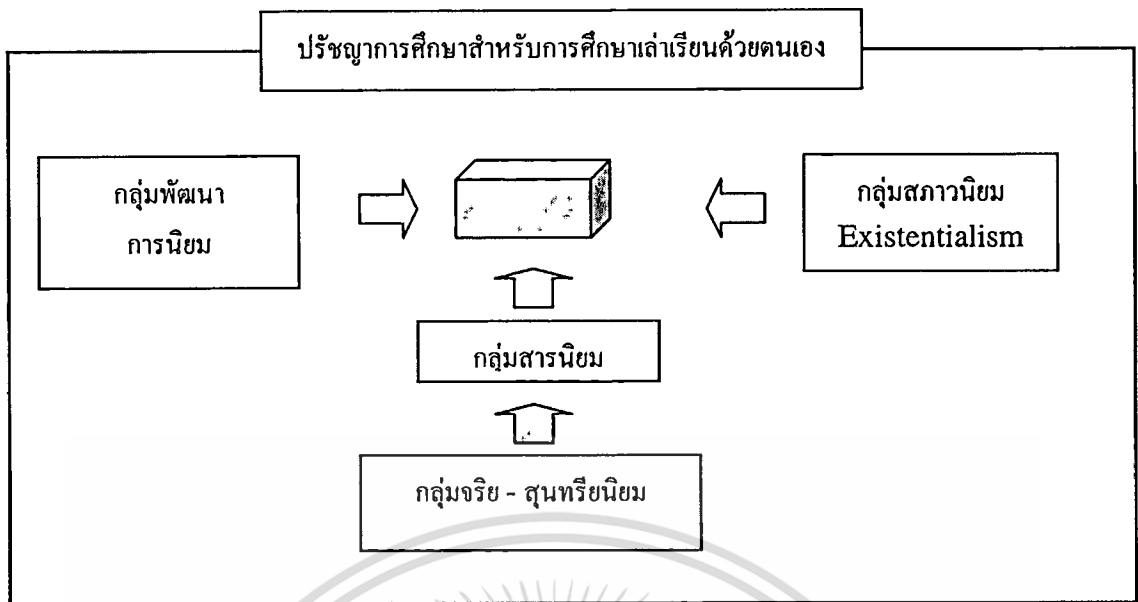 ปรัชญาการศึกษาสำหรับการศึกษาเล่าเรียนด้วยตนเอง
กลุ่มพัฒนา
การนิยม
กลุ่มสภาวนิยม
Existentialism
กลุ่มสารนิยม
กลุ่มจริย - สุนทรียนิยม